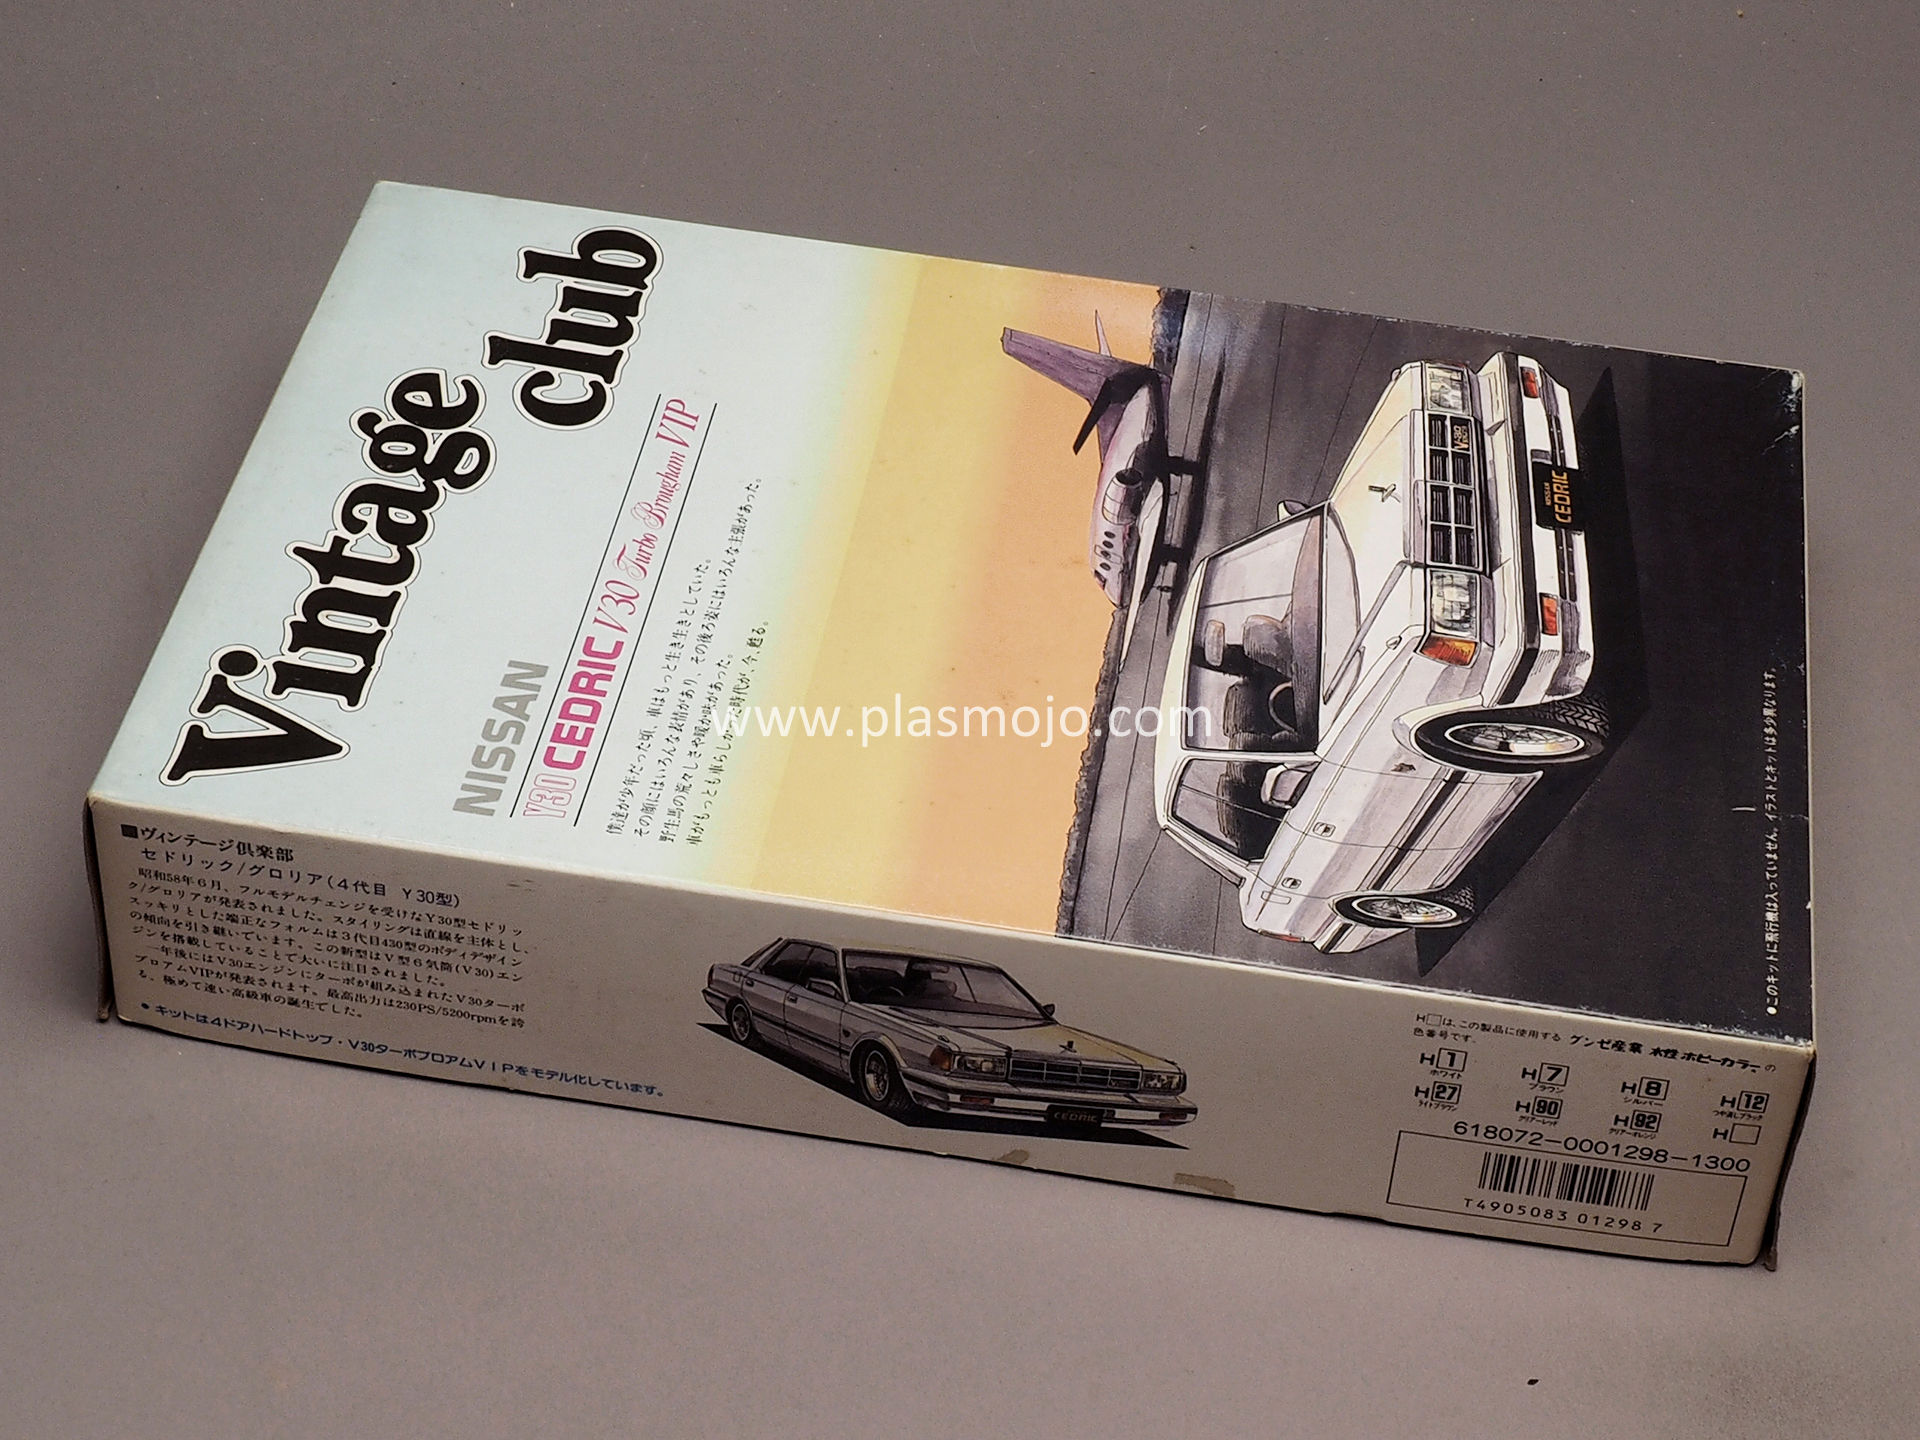 Vintage
club
NISSAN
Y30 CEDRIC V30 Turbo Brougham VIP
僕達が少年だった頃、車はもっと生き生きとしていた。
その顔にはいろんな表情があり、その後ろ姿にはいろんな主張があった。
野生馬の荒々しさや暖か味があった。
車がもっとも車らしかった時代が、今、甦る。
www.plasmojo.com
V30
NISSAN
CEDRIC
●このキットに飛行機は入っていません。イラストとキットは多少異なります。
■ヴィンテージ倶楽部
セドリック/グロリア(4代目 Y30型)
昭和58年6月、フルモデルチェンジを受けなY30型セドリッ
ク/グロリアが発表されました。スタイリングは直線を主体とし、
スッキリとした端正なフォルムは3代目430型のボディデザイン
の傾向を引き継いでいます。この新型はV型6気筒(V30)エン
ジンを搭載していることで大いに注目されました。
一年後にはV30エンジンにターボが組み込まれたV30ターボ
ブロアムVIPが発表されます。最高出力は230PS/5200rpmを誇
る、極めて速い高級車の誕生でした。
●キットは4ドアハードトップ・V30ターボブロアムVIPをモデル化しています。
CEDRIC
H□は、この製品に使用する グンゼ産業 水性ホビーカラー の
色番号です。
H1 H7 H8 H12
ホワイト ブラウン シルバー つや消しブラック
H27 H90 H92 H□
ライトブラウン クリアーレッド クリアーオレンジ
618072-0001298-1300
T4905083 01298 7